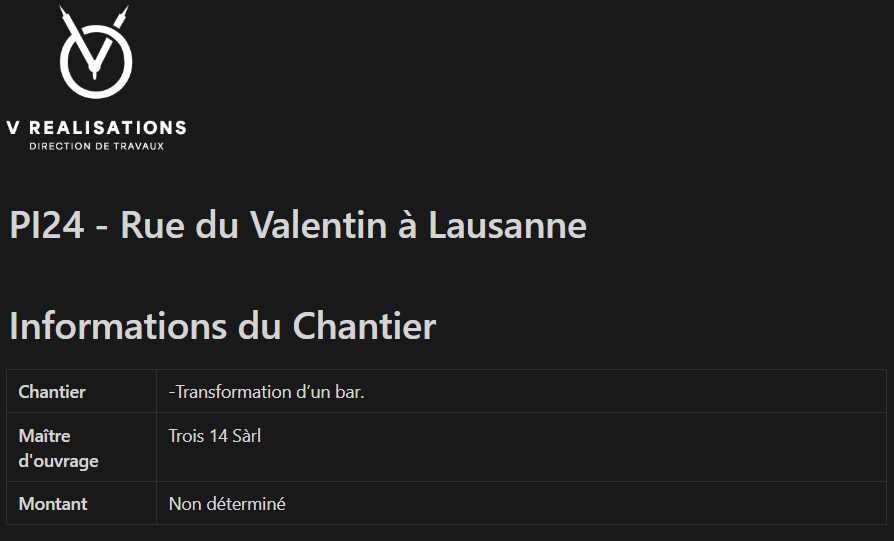 V REALISATIONS
DIRECTION DE TRAVAUX
PI24 - Rue du Valentin à Lausanne
Informations du Chantier
Chantier
-Transformation d’un bar.
Maître
d'ouvrage
Trois 14 Sàrl
Montant
Non déterminé